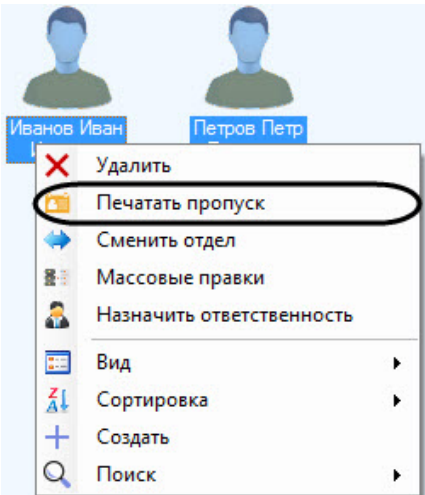 Иванов Иван
Петров Петр
Удалить
Печатать пропуск
Сменить отдел
Массовые правки
Назначить ответственность
Вид
Сортировка
Создать
Поиск